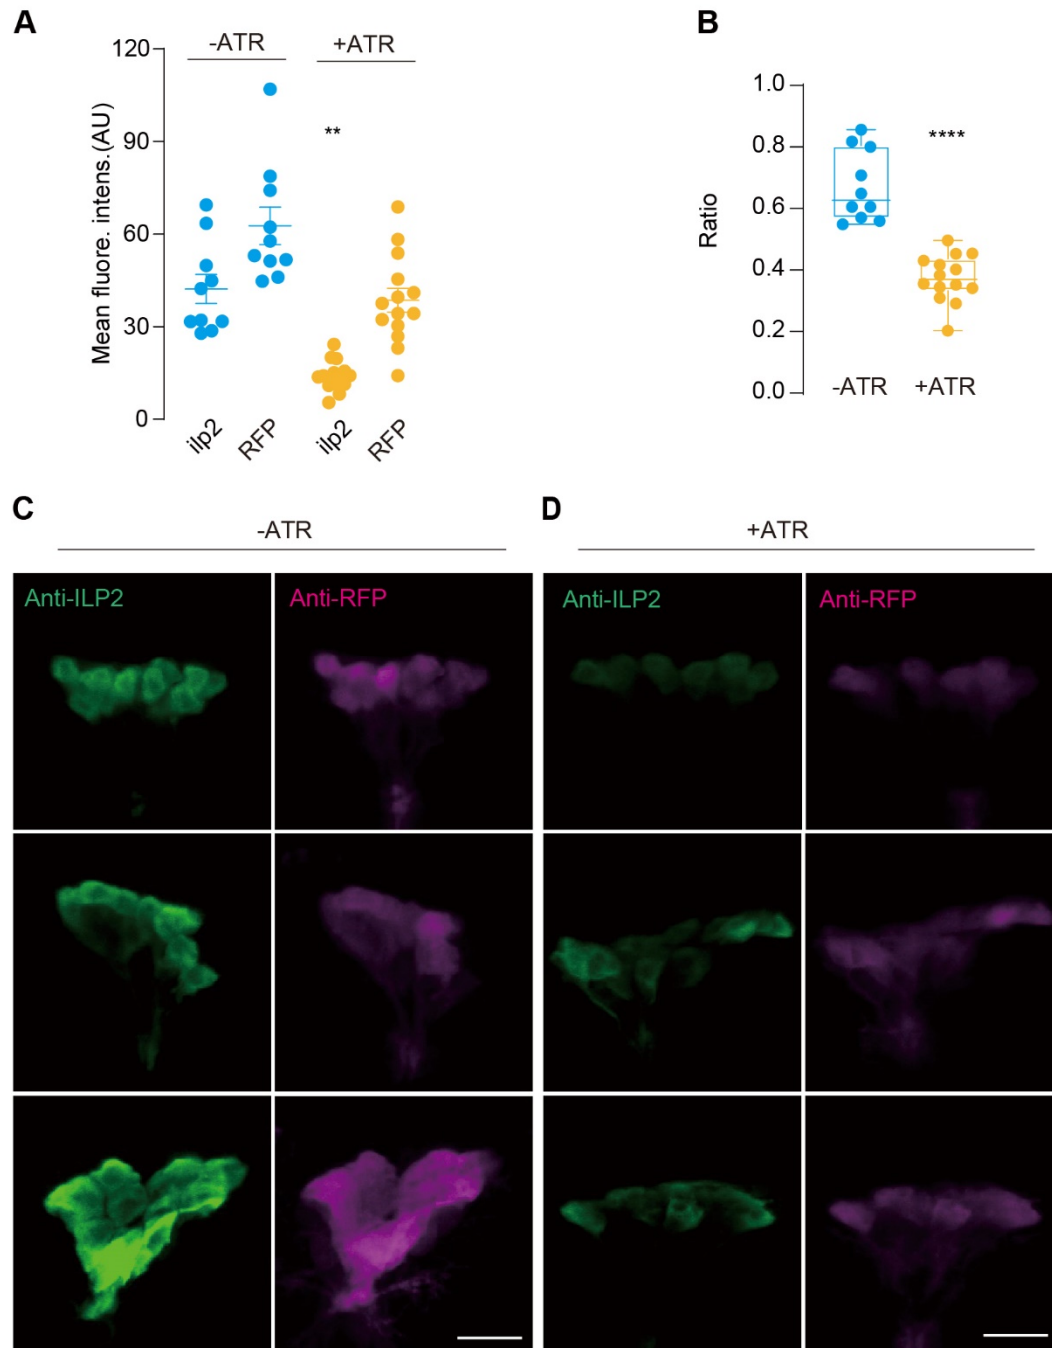 A
-ATR
+ATR
**
Mean fluore. intens.(AU)
120
90
60
30
0
ilp2
RFP
ilp2
RFP
B
****
Ratio
1.0
0.8
0.6
0.4
0.2
0.0
-ATR
+ATR
C
-ATR
Anti-ILP2
Anti-RFP
D
+ATR
Anti-ILP2
Anti-RFP